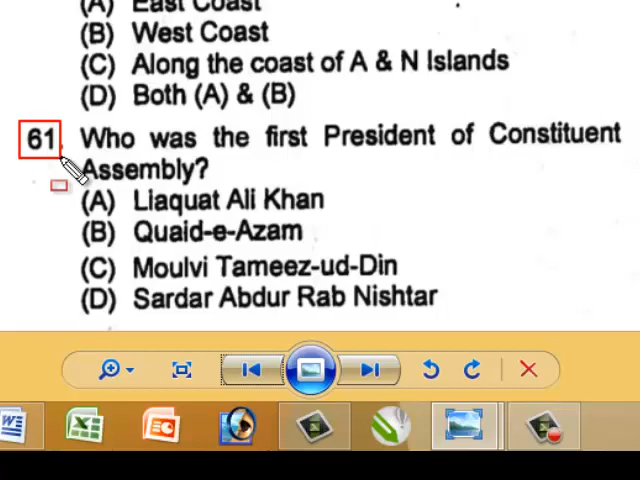 (A) East Coast
(B) West Coast
(C) Along the coast of A & N Islands
(D) Both (A) & (B)
61. Who was the first President of Constituent
Assembly?
(A) Liaquat Ali Khan
(B) Quaid-e-Azam
(C) Moulvi Tameez-ud-Din
(D) Sardar Abdur Rab Nishtar